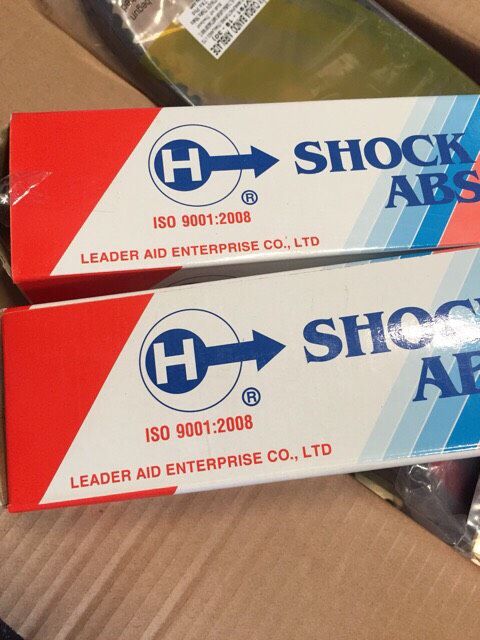 H
SHOCK
ABS
®
ISO 9001:2008
LEADER AID ENTERPRISE CO., LTD
H
SHOC
AB
®
ISO 9001:2008
LEADER AID ENTERPRISE CO., LTD